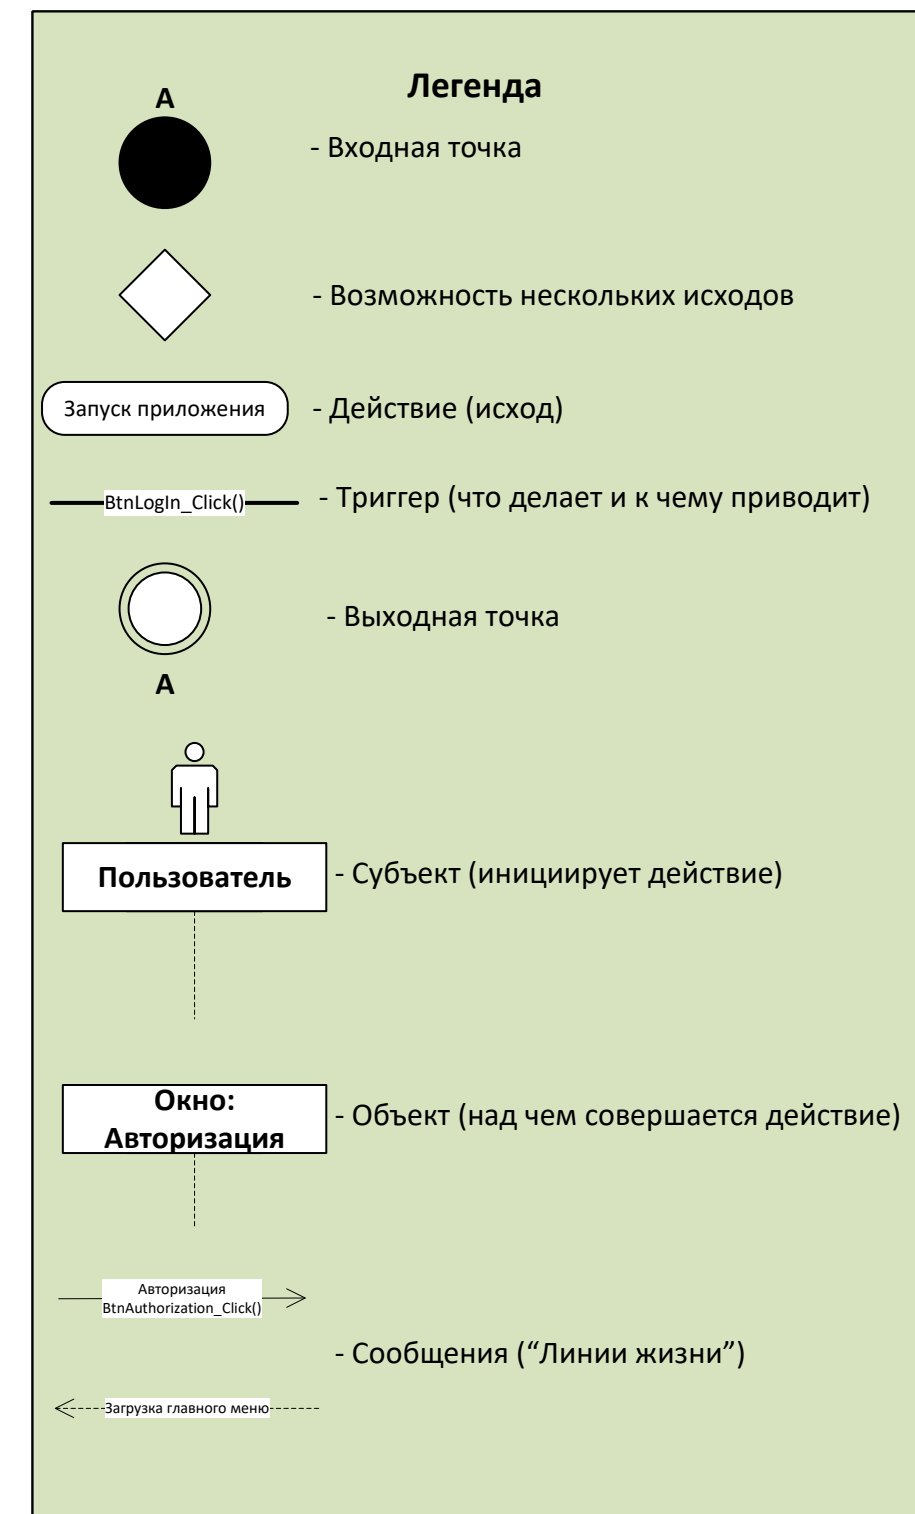 Легенда
А
- Входная точка
- Возможность нескольких исходов
Запуск приложения
- Действие (исход)
BtnLogIn_Click()
- Триггер (что делает и к чему приводит)
- Выходная точка
А
Пользователь
- Субъект (инициирует действие)
Окно:
Авторизация
- Объект (над чем совершается действие)
Авторизация
BtnAuthorization_Click()
- Сообщения (“Линии жизни”)
Загрузка главного меню